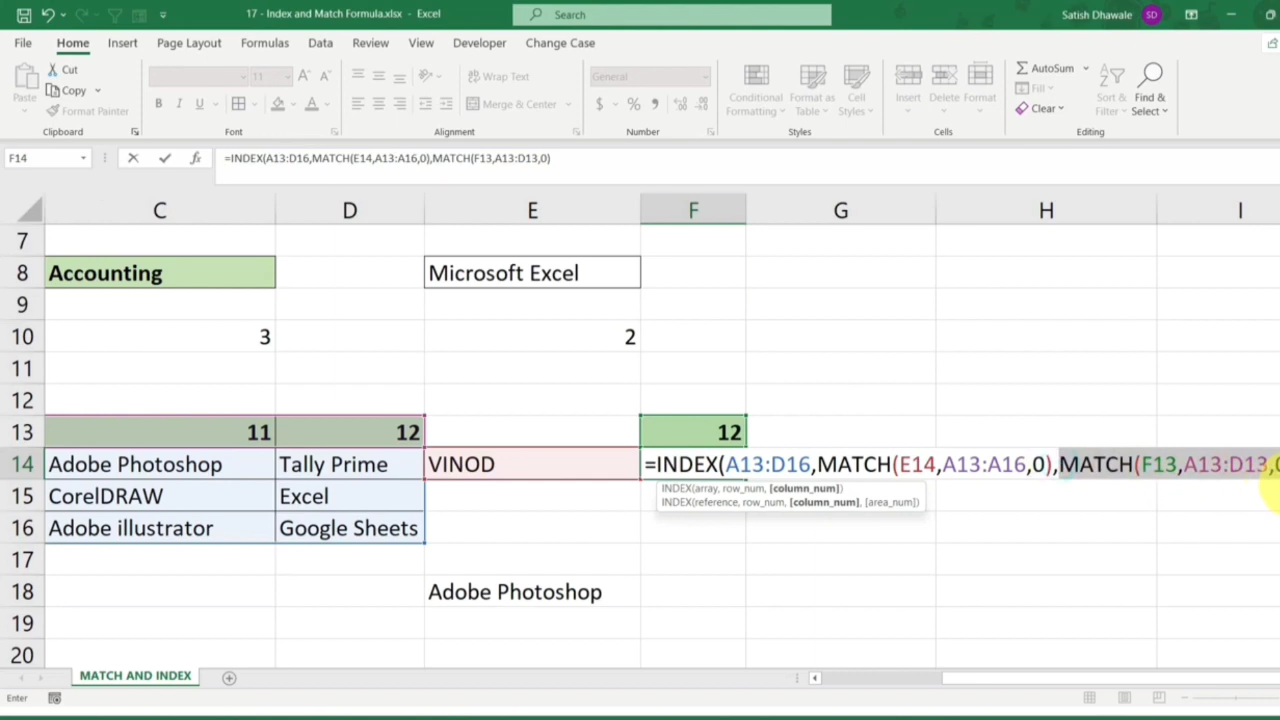 17 - Index and Match Formula.xlsx - Excel
Search
Satish Dhawale SD
File Home Insert Page Layout Formulas Data Review View Developer Change Case
Paste
Cut
Copy
Format Painter
Clipboard
11 A A
B I U A
Font
Wrap Text
Merge & Center
Alignment
General
$ % ,
Number
Conditional Formatting
Format as Table
Cell Styles
Styles
Insert Delete Format
Cells
AutoSum
Fill
Clear
Sort & Filter
Find & Select
Editing
F14 fx =INDEX(A13:D16,MATCH(E14,A13:A16,0),MATCH(F13,A13:D13,0)
C D E F G H I
7
8 Accounting Microsoft Excel
9
10 3 2
11
12
13 11 12 12
14 Adobe Photoshop Tally Prime VINOD =INDEX(A13:D16,MATCH(E14,A13:A16,0),MATCH(F13,A13:D13,0
INDEX(array, row_num, [column_num])
15 CorelDRAW Excel
INDEX(reference, row_num, [column_num], [area_num])
16 Adobe illustrator Google Sheets
17
18 Adobe Photoshop
19
20
MATCH AND INDEX
Enter